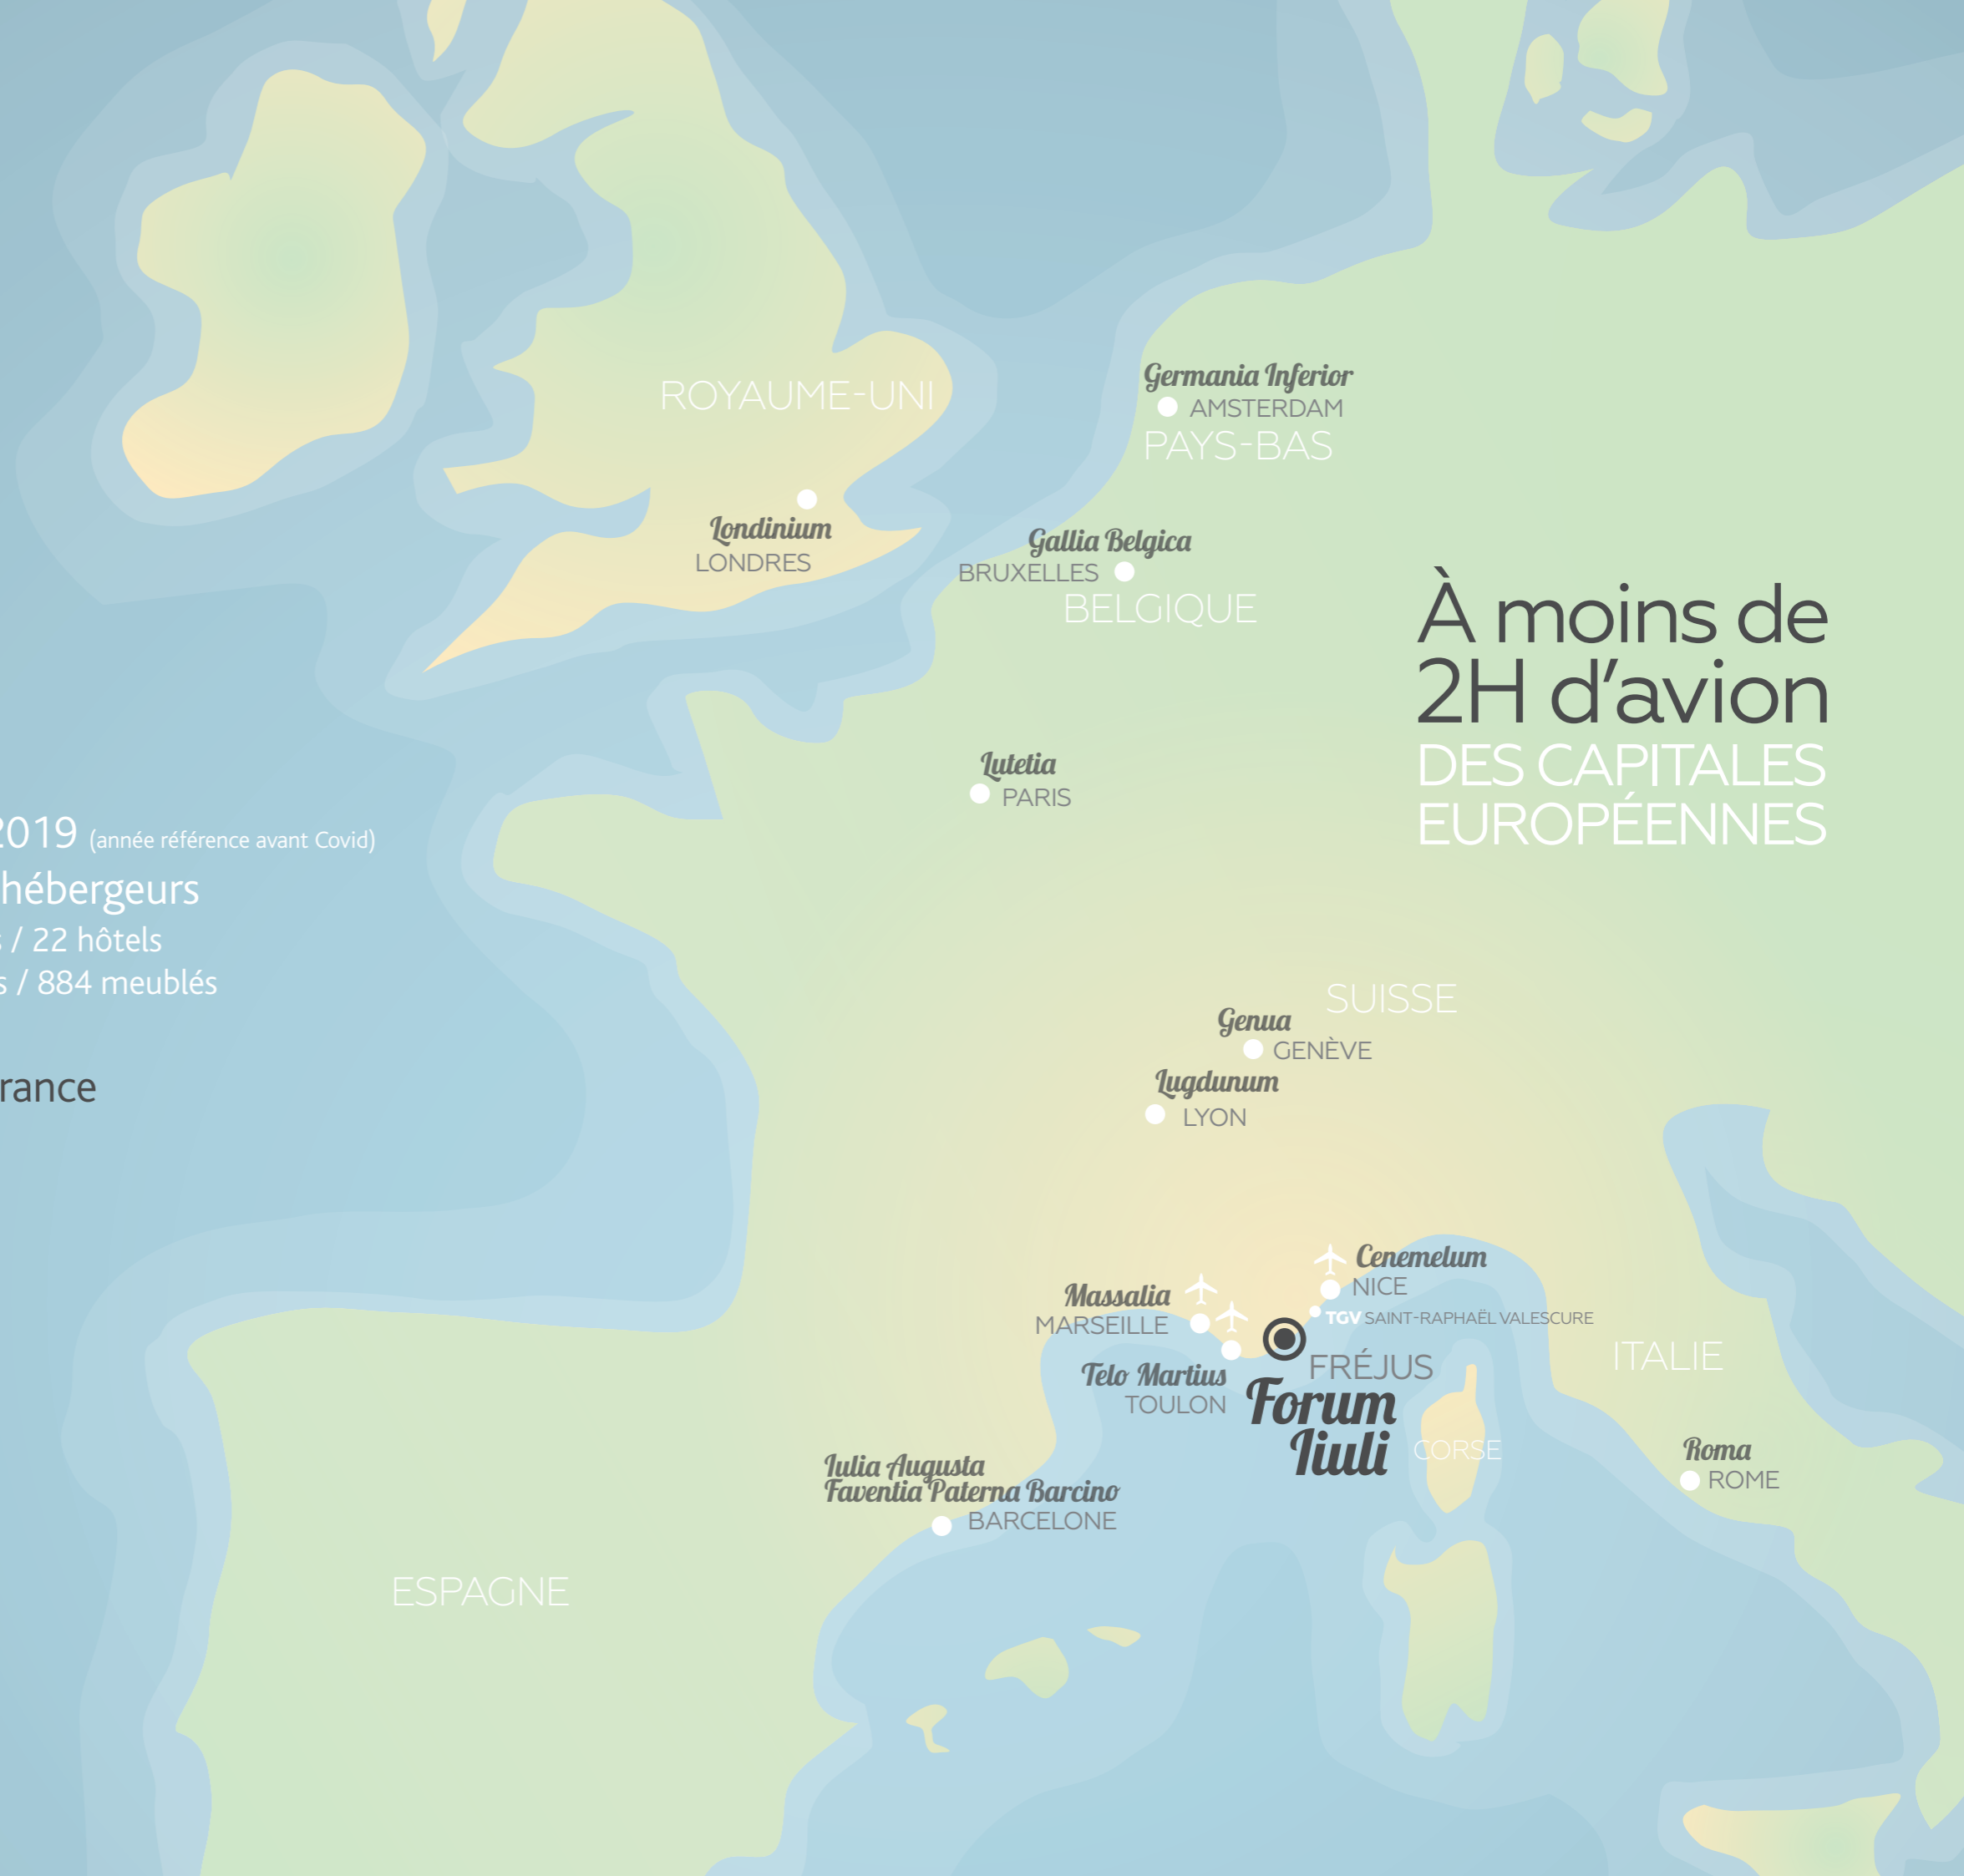 ROYAUME-UNI
Germania Inferior
AMSTERDAM
PAYS-BAS
Londinium
LONDRES
Gallia Belgica
BRUXELLES
BELGIQUE
À moins de
2H d’avion
DES CAPITALES
EUROPÉENNES
Lutetia
PARIS
2019 (année référence avant Covid)
hébergeurs
s / 22 hôtels
s / 884 meublés
rance
SUISSE
Genua
GENÈVE
Lugdunum
LYON
Cenemelum
NICE
TGV SAINT-RAPHAËL VALESCURE
Massalia
MARSEILLE
Telo Martius
TOULON
FRÉJUS
Forum
Iiuli
CORSE
ITALIE
Roma
ROME
Iulia Augusta
Faventia Paterna Barcino
BARCELONE
ESPAGNE